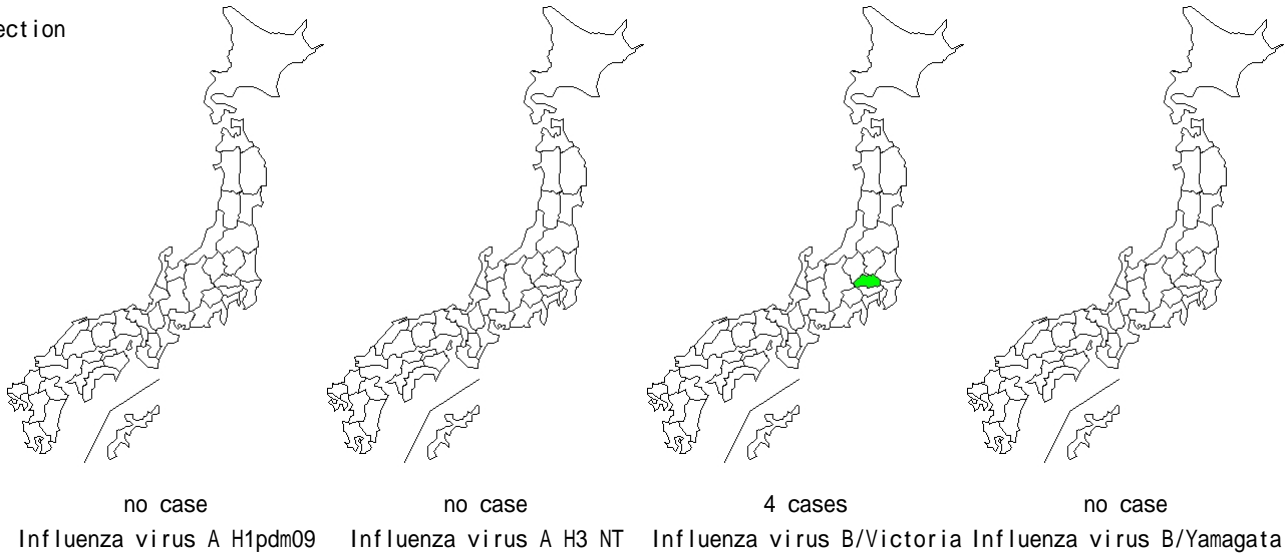 ection
no case no case 4 cases no case
Influenza virus A H1pdm09 Influenza virus A H3 NT Influenza virus B/Victoria Influenza virus B/Yamagata